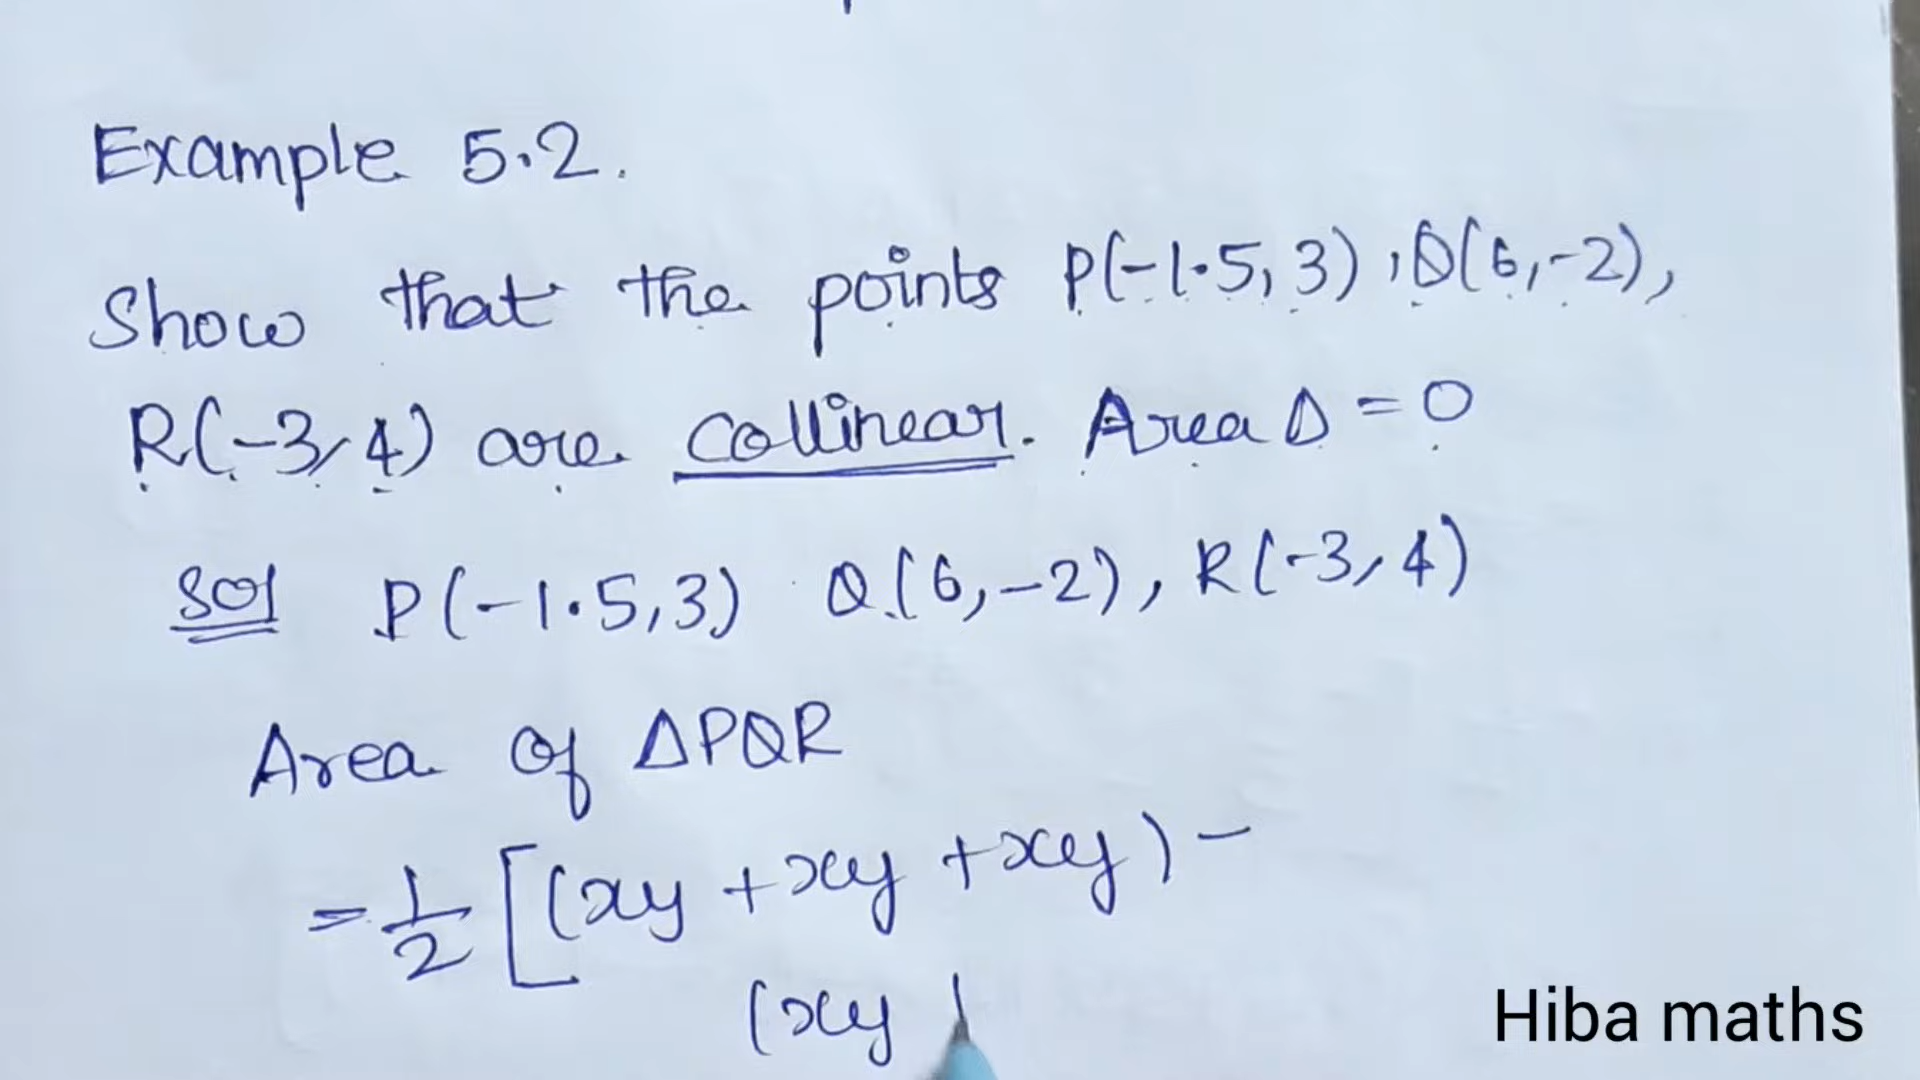 Example 5.2.
Show that the points P(-1.5, 3), Q(6, -2),
R(-3, 4) are collinear. Area Δ = 0
Sol P(-1.5, 3) Q(6, -2), R(-3, 4)
Area of ΔPQR
= 1/2 [(xy + xy + xy) -
(xy
Hiba maths